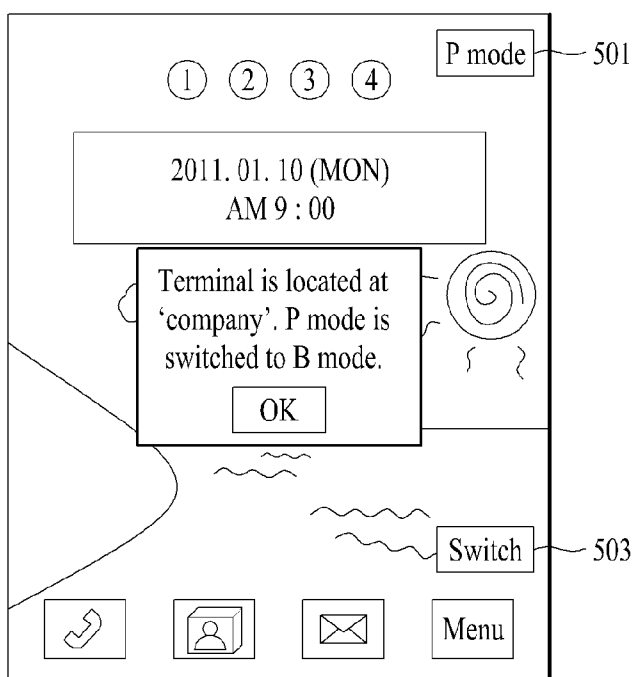 P mode
501
1 2 3 4
2011. 01. 10 (MON)
AM 9 : 00
Terminal is located at
‘company’. P mode is
switched to B mode.
OK
Switch
503
Menu